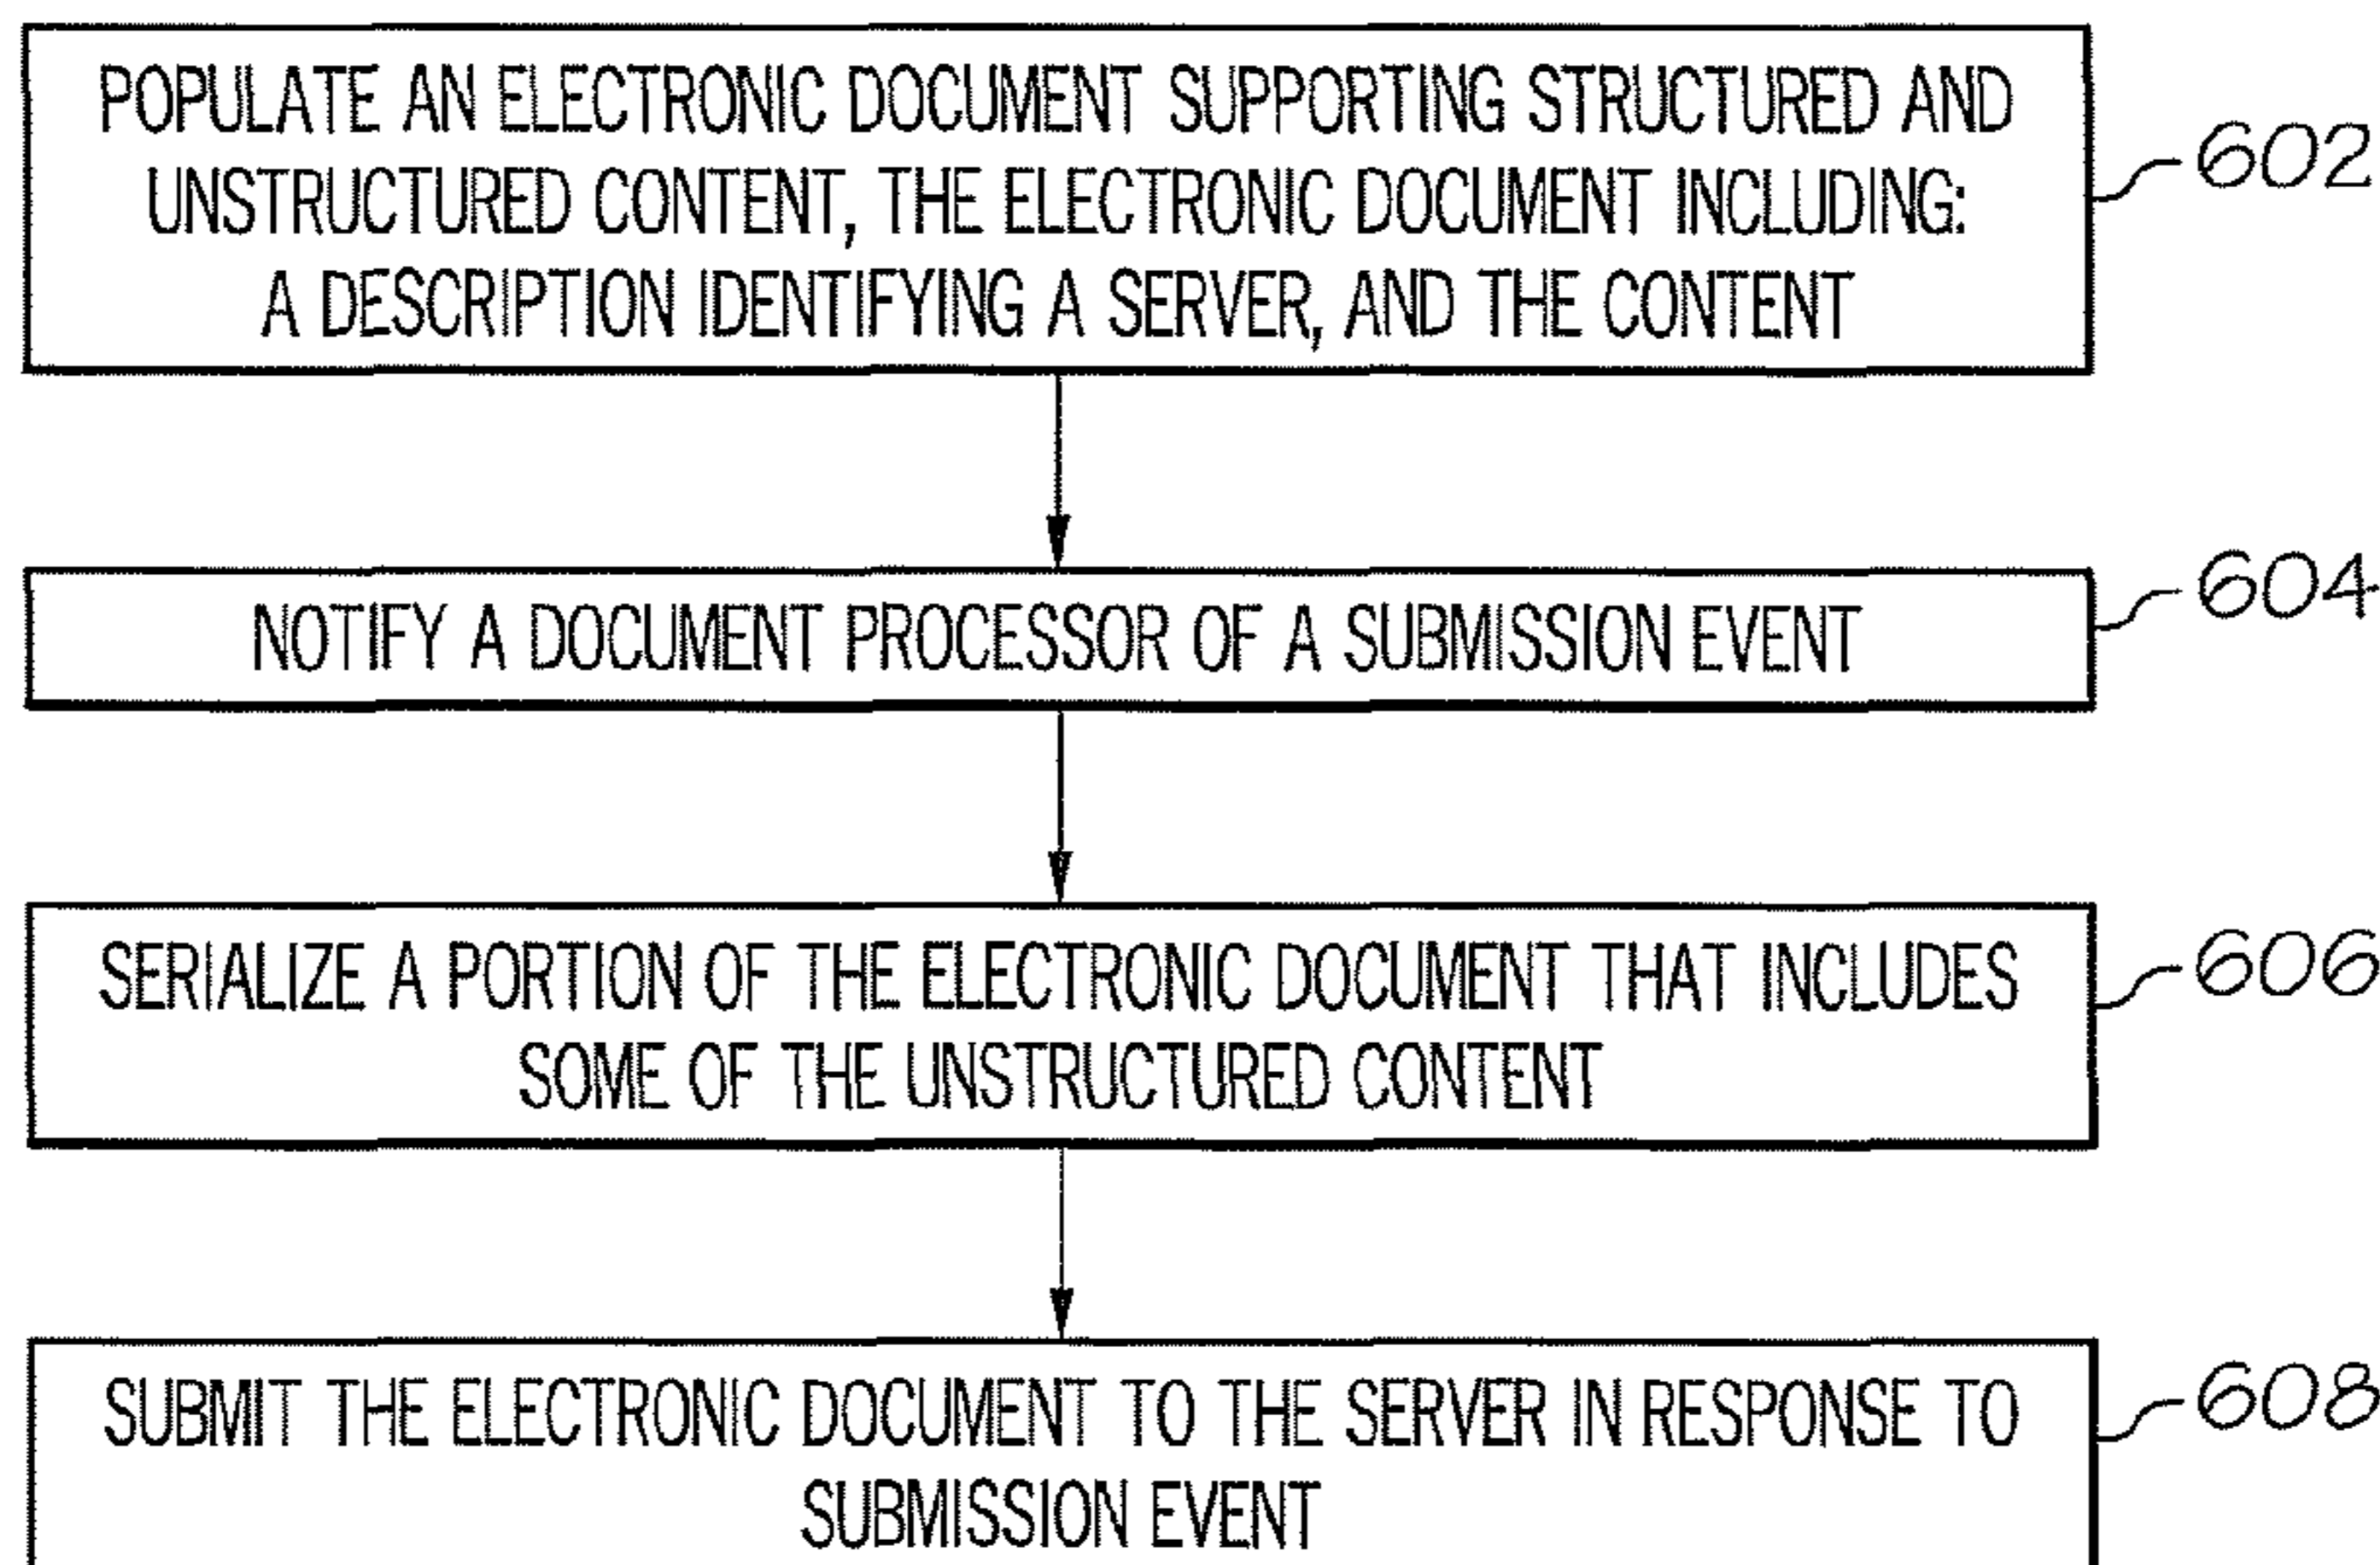 POPULATE AN ELECTRONIC DOCUMENT SUPPORTING STRUCTURED AND
UNSTRUCTURED CONTENT, THE ELECTRONIC DOCUMENT INCLUDING:
A DESCRIPTION IDENTIFYING A SERVER, AND THE CONTENT
602
NOTIFY A DOCUMENT PROCESSOR OF A SUBMISSION EVENT
604
SERIALIZE A PORTION OF THE ELECTRONIC DOCUMENT THAT INCLUDES
SOME OF THE UNSTRUCTURED CONTENT
606
SUBMIT THE ELECTRONIC DOCUMENT TO THE SERVER IN RESPONSE TO
SUBMISSION EVENT
608